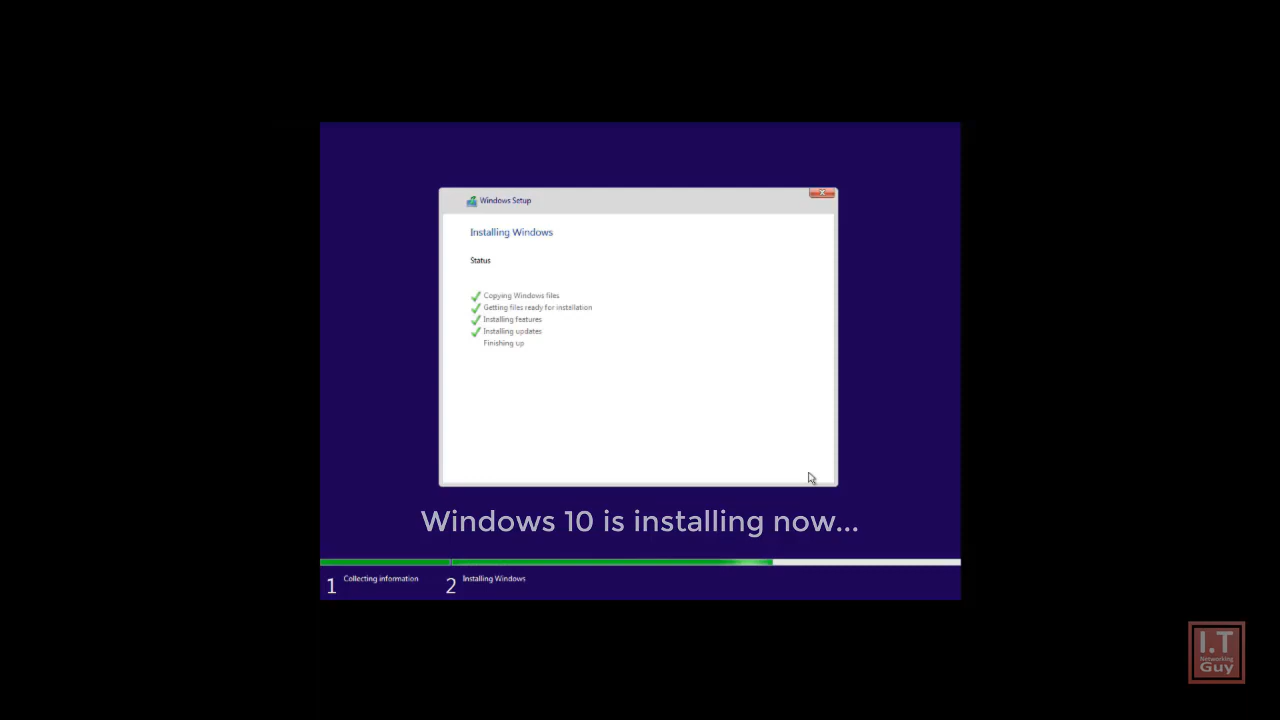 Windows Setup
Installing Windows
Status
Copying Windows files
Getting files ready for installation
Installing features
Installing updates
Finishing up
Windows 10 is installing now...
1 Collecting information
2 Installing Windows
I.T
Networking
Guy